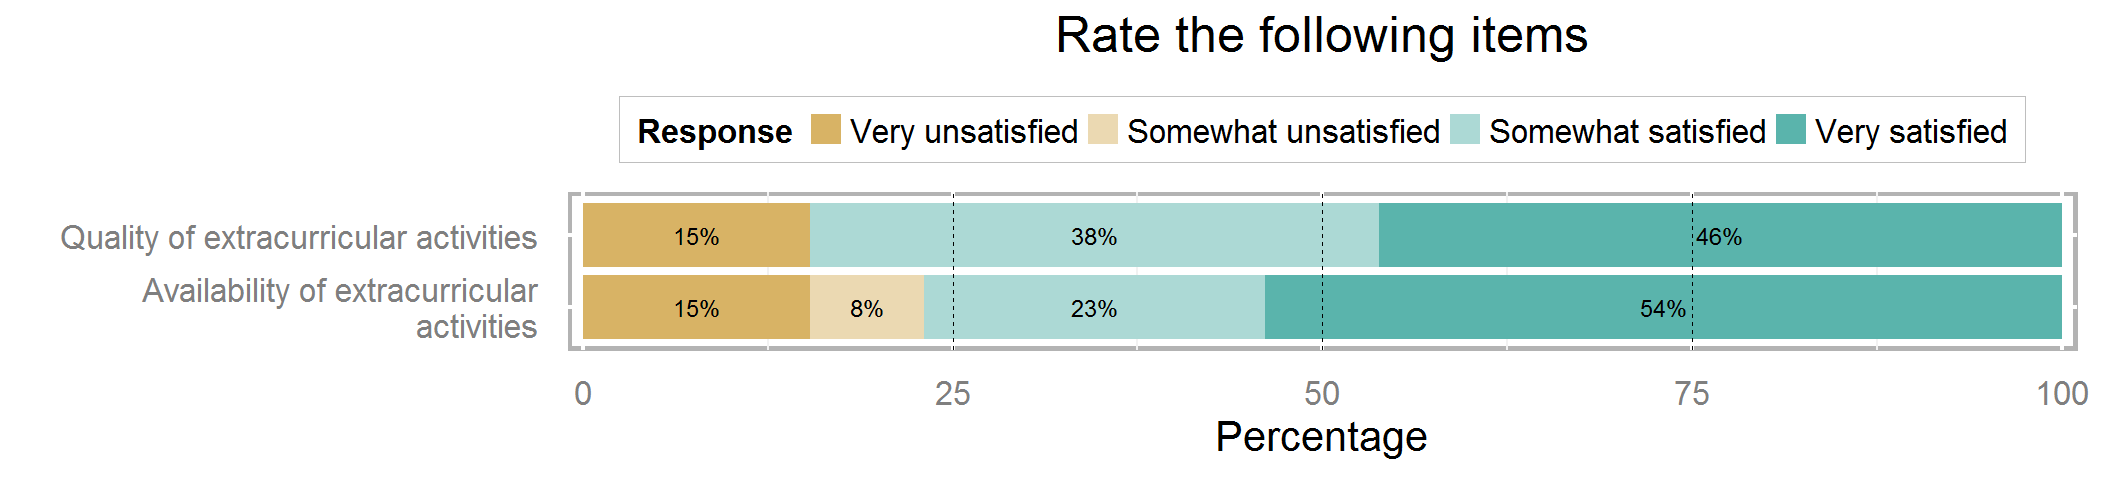 Rate the following items
Response Very unsatisfied Somewhat unsatisfied Somewhat satisfied Very satisfied
Quality of extracurricular activities 15% 38% 46%
Availability of extracurricular
activities
15% 8% 23% 54%
0 25 50 75 100
Percentage